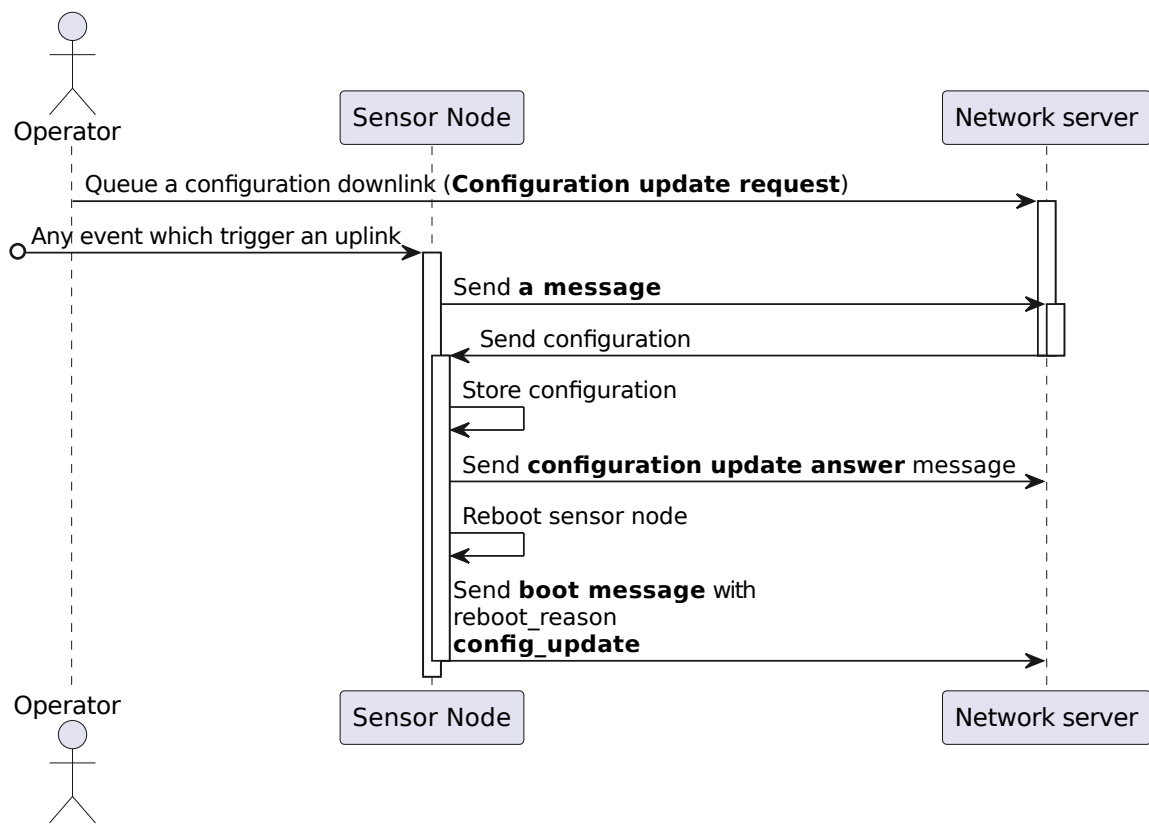 Operator
Sensor Node
Network server
Queue a configuration downlink (Configuration update request)
Any event which trigger an uplink
Send a message
Send configuration
Store configuration
Send configuration update answer message
Reboot sensor node
Send boot message with
reboot_reason
config_update
Operator
Sensor Node
Network server